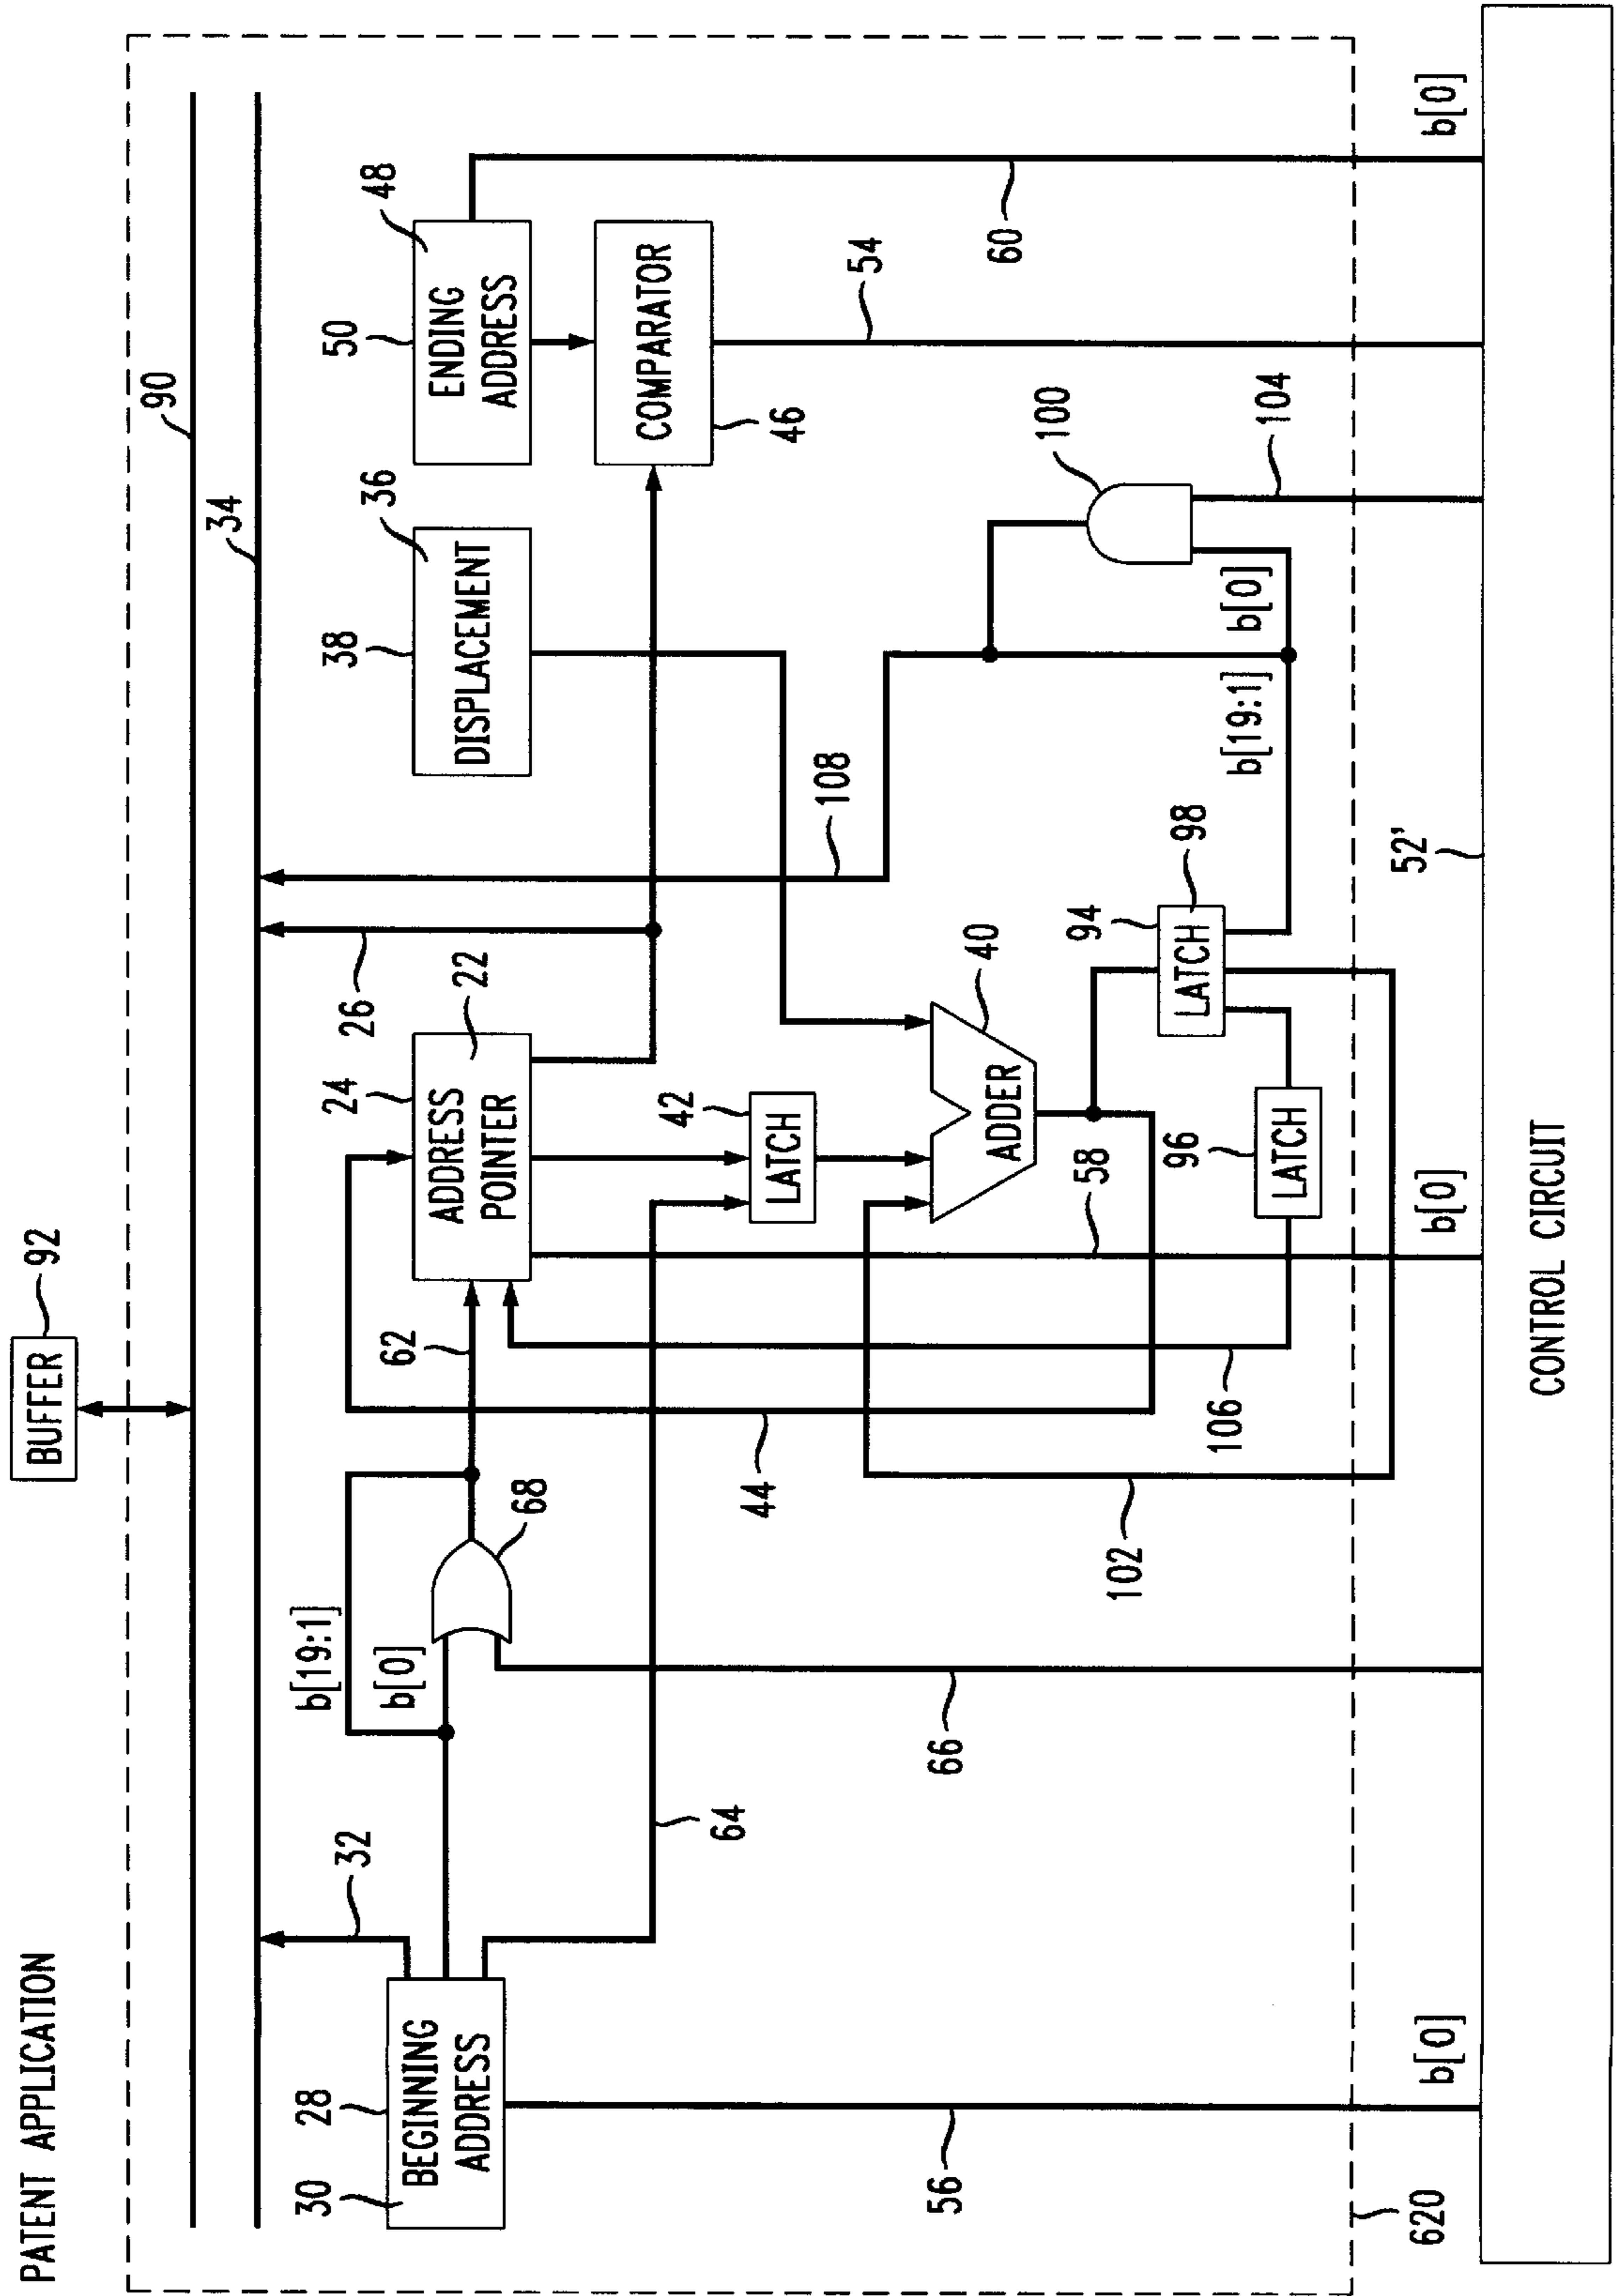 PATENT APPLICATION
BUFFER
92
90
34
32
26
108
30
28
BEGINNING
ADDRESS
b[19:1]
b[0]
68
62
24
22
ADDRESS
POINTER
38
36
DISPLACEMENT
50
48
ENDING
ADDRESS
COMPARATOR
46
64
44
42
LATCH
40
ADDER
100
54
60
56
66
102
106
58
96
LATCH
94
98
LATCH
b[19:1]
b[0]
104
620
b[0]
b[0]
52'
b[0]
CONTROL CIRCUIT